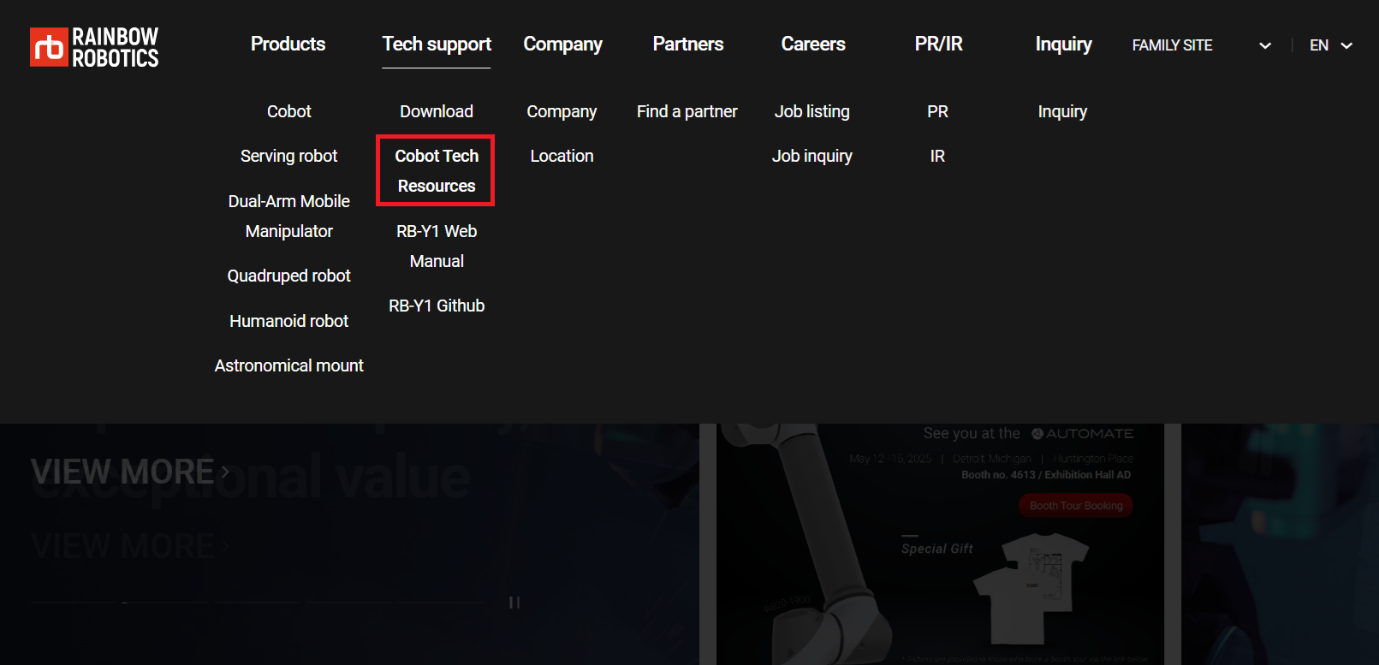 RAINBOW
ROBOTICS
Products
Tech support
Company
Partners
Careers
PR/IR
Inquiry
FAMILY SITE
EN
Cobot
Serving robot
Dual-Arm Mobile
Manipulator
Quadruped robot
Humanoid robot
Astronomical mount
Download
Cobot Tech
Resources
RB-Y1 Web
Manual
RB-Y1 Github
Company
Location
Find a partner
Job listing
Job inquiry
PR
IR
Inquiry
VIEW MORE
exceptional value
VIEW MORE
See you at the AUTOMATE
May 12-15, 2025 | Detroit, Michigan | Huntington Place
Booth no. 4613 / Exhibition Hall AD
Booth Tour Booking
Special Gift